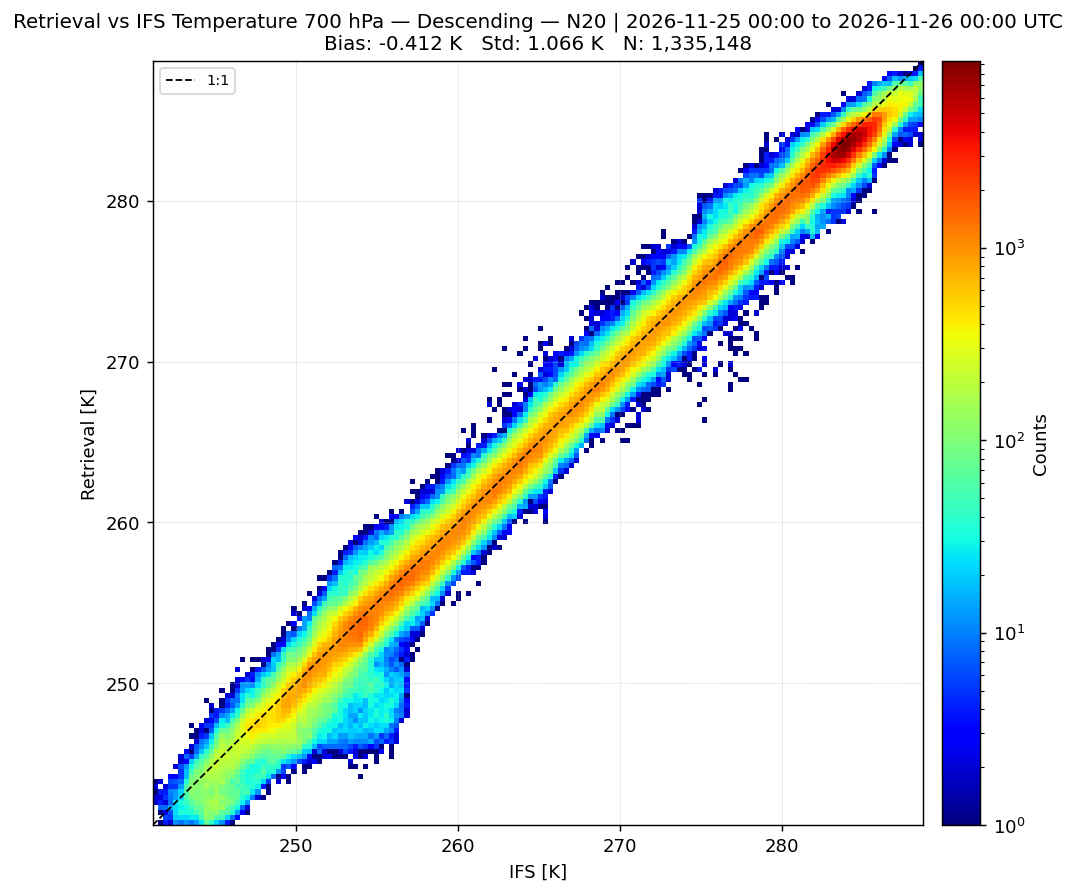 Retrieval vs IFS Temperature 700 hPa — Descending — N20 | 2026-11-25 00:00 to 2026-11-26 00:00 UTC
Bias: -0.412 K   Std: 1.066 K   N: 1,335,148
1:1
280
270
260
250
Retrieval [K]
250
260
270
280
IFS [K]
10³
10²
10¹
10⁰
Counts